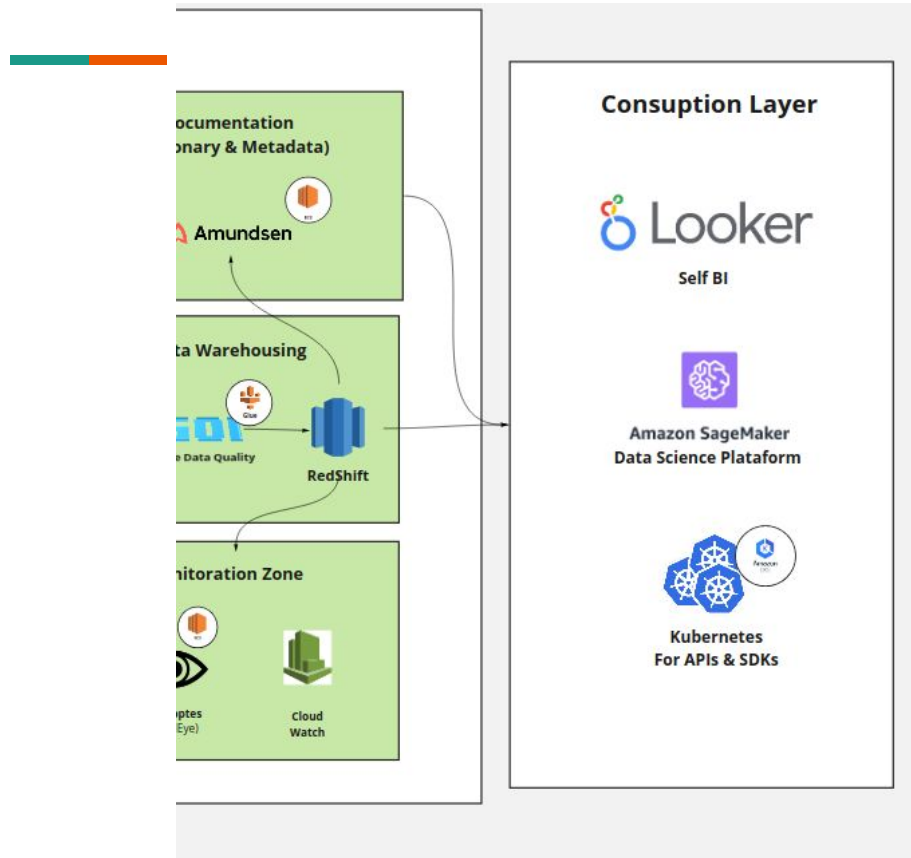 ocumentation
onary & Metadata)
Amundsen
ta Warehousing
Glue
e Data Quality
RedShift
nitoration Zone
optes
Eye)
Cloud
Watch
Consuption Layer
Looker
Self BI
Amazon SageMaker
Data Science Plataform
Amazon
Kubernetes
For APIs & SDKs